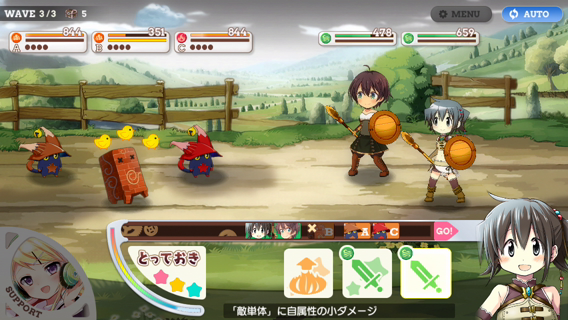 WAVE 3/3 5
MENU
AUTO
844 351 844 478 659
A B C
B A C GO!
とっておき
SUPPORT
「敵単体」に自属性の小ダメージ